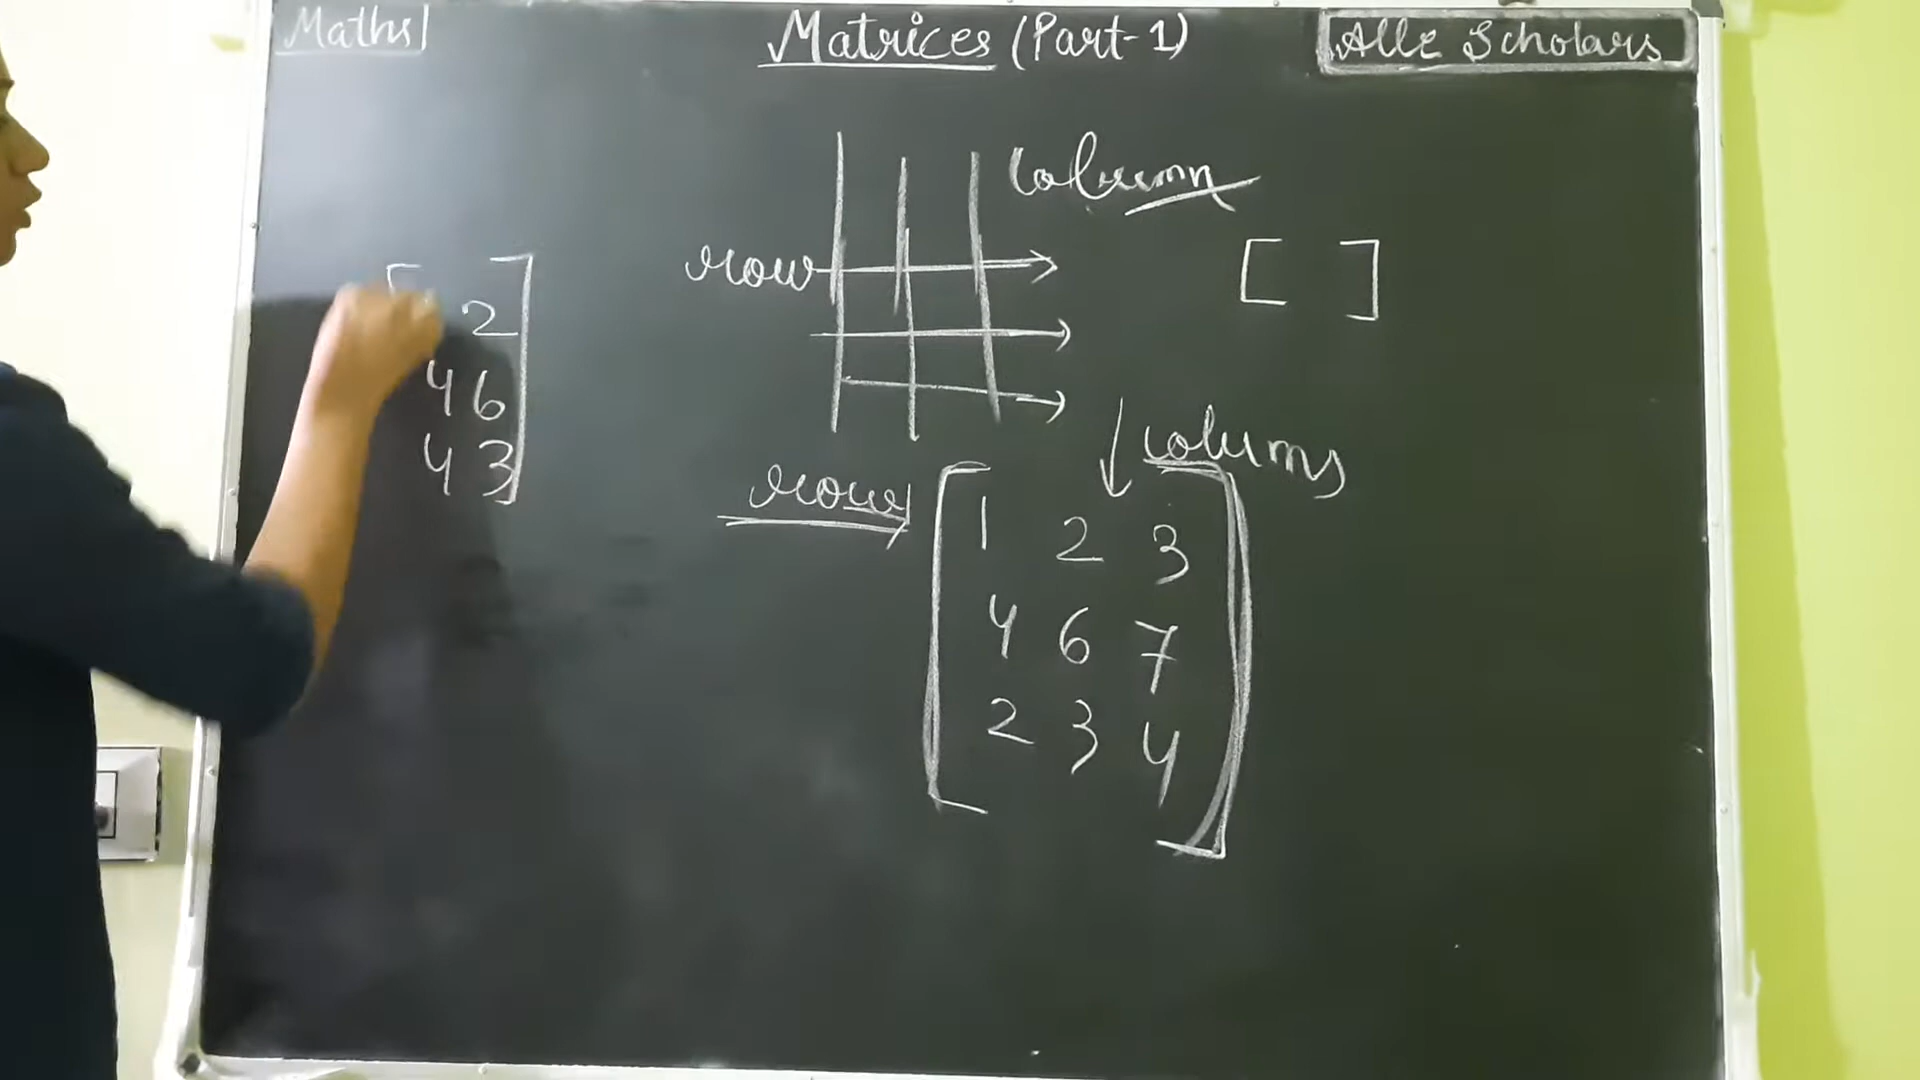 Maths
Matrices (Part-1)
Alle Scholars
column
row
[ ]
2
4 6
4 3
colums
row
1 2 3
4 6 7
2 3 4